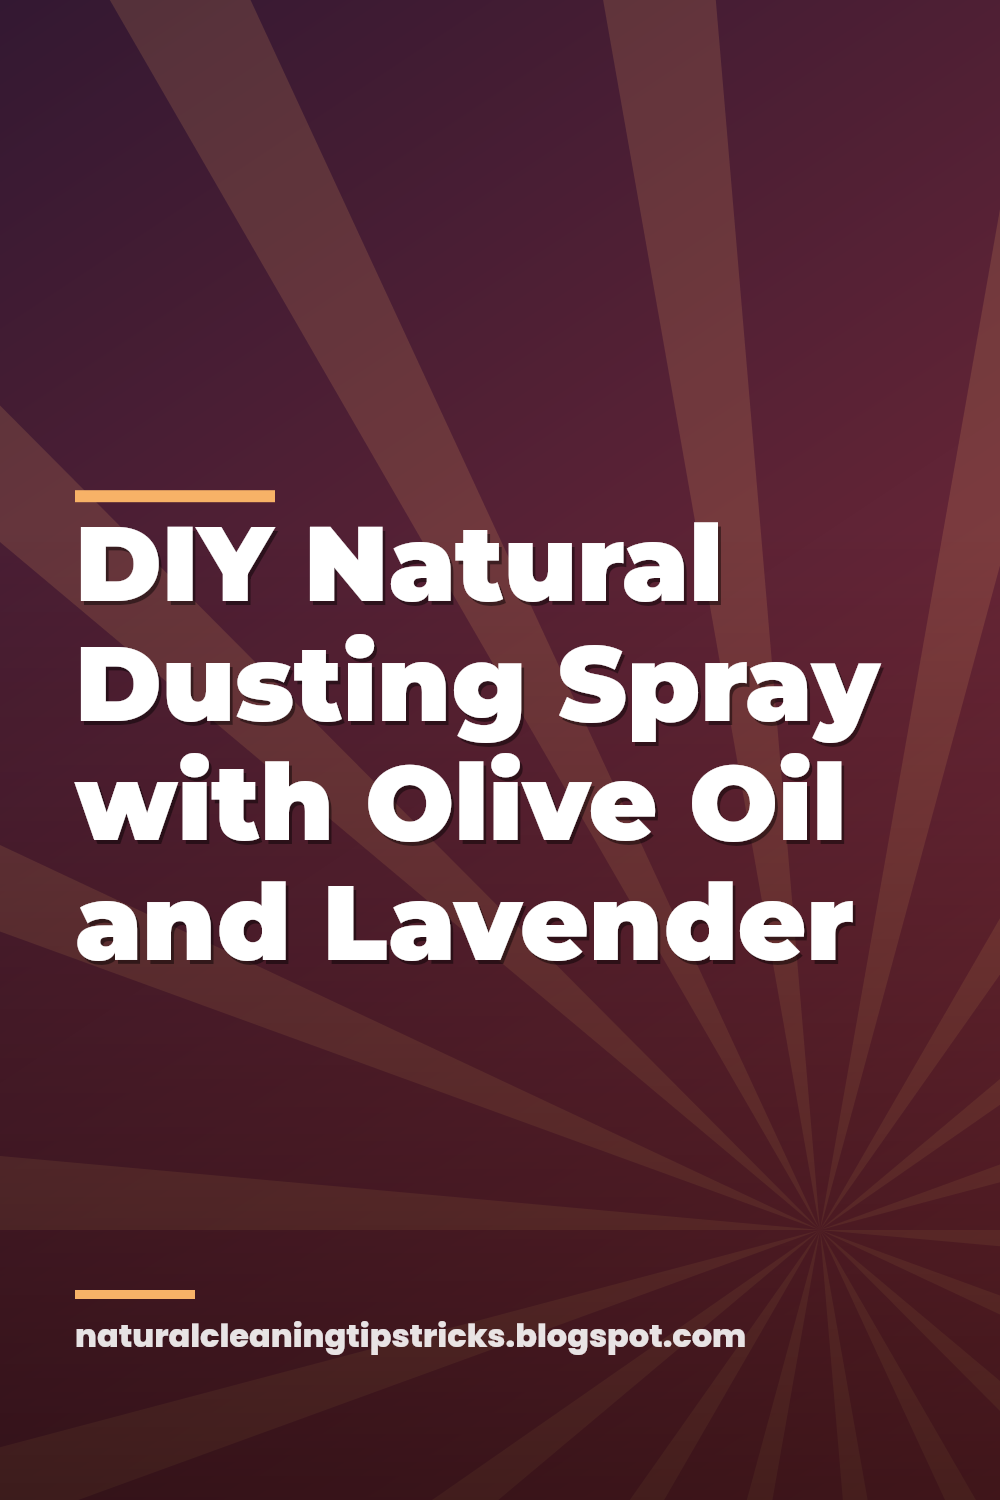 DIY Natural
Dusting Spray
with Olive Oil
and Lavender
naturalcleaningtipstricks.blogspot.com